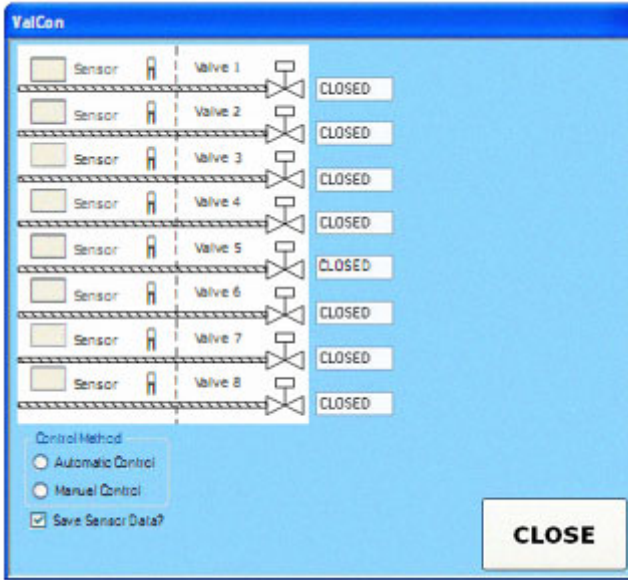 ValCon
Sensor Valve 1
CLOSED
Sensor Valve 2
CLOSED
Sensor Valve 3
CLOSED
Sensor Valve 4
CLOSED
Sensor Valve 5
CLOSED
Sensor Valve 6
CLOSED
Sensor Valve 7
CLOSED
Sensor Valve 8
CLOSED
Control Method
Automatic Control
Manual Control
Save Sensor Data?
CLOSE